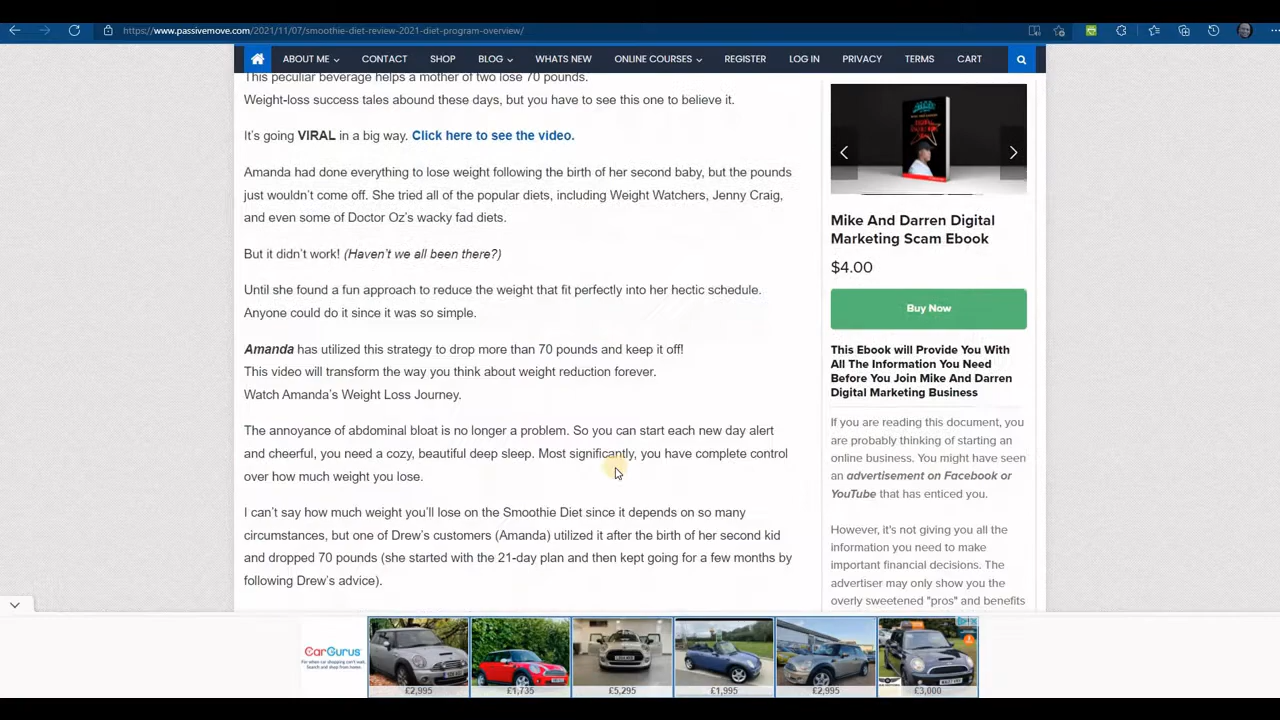 https://www.passivemove.com/2021/11/07/smoothie-diet-review-2021-diet-program-overview/
ABOUT ME CONTACT SHOP BLOG WHATS NEW ONLINE COURSES REGISTER LOG IN PRIVACY TERMS CART
This peculiar beverage helps a mother of two lose 70 pounds.
Weight-loss success tales abound these days, but you have to see this one to believe it.
It's going VIRAL in a big way. Click here to see the video.
Amanda had done everything to lose weight following the birth of her second baby, but the pounds
just wouldn't come off. She tried all of the popular diets, including Weight Watchers, Jenny Craig,
and even some of Doctor Oz's wacky fad diets.
But it didn't work! (Haven't we all been there?)
Until she found a fun approach to reduce the weight that fit perfectly into her hectic schedule.
Anyone could do it since it was so simple.
Amanda has utilized this strategy to drop more than 70 pounds and keep it off!
This video will transform the way you think about weight reduction forever.
Watch Amanda's Weight Loss Journey.
The annoyance of abdominal bloat is no longer a problem. So you can start each new day alert
and cheerful, you need a cozy, beautiful deep sleep. Most significantly, you have complete control
over how much weight you lose.
I can't say how much weight you'll lose on the Smoothie Diet since it depends on so many
circumstances, but one of Drew's customers (Amanda) utilized it after the birth of her second kid
and dropped 70 pounds (she started with the 21-day plan and then kept going for a few months by
following Drew's advice).
Mike And Darren Digital
Marketing Scam Ebook
$4.00
Buy Now
This Ebook will Provide You With
All The Information You Need
Before You Join Mike And Darren
Digital Marketing Business
If you are reading this document, you
are probably thinking of starting an
online business. You might have seen
an advertisement on Facebook or
YouTube that has enticed you.
However, it's not giving you all the
information you need to make
important financial decisions. The
advertiser may only show you the
overly sweetened "pros" and benefits
CarGurus
£2,995
£1,735
£5,295
£1,995
£2,995
£3,000